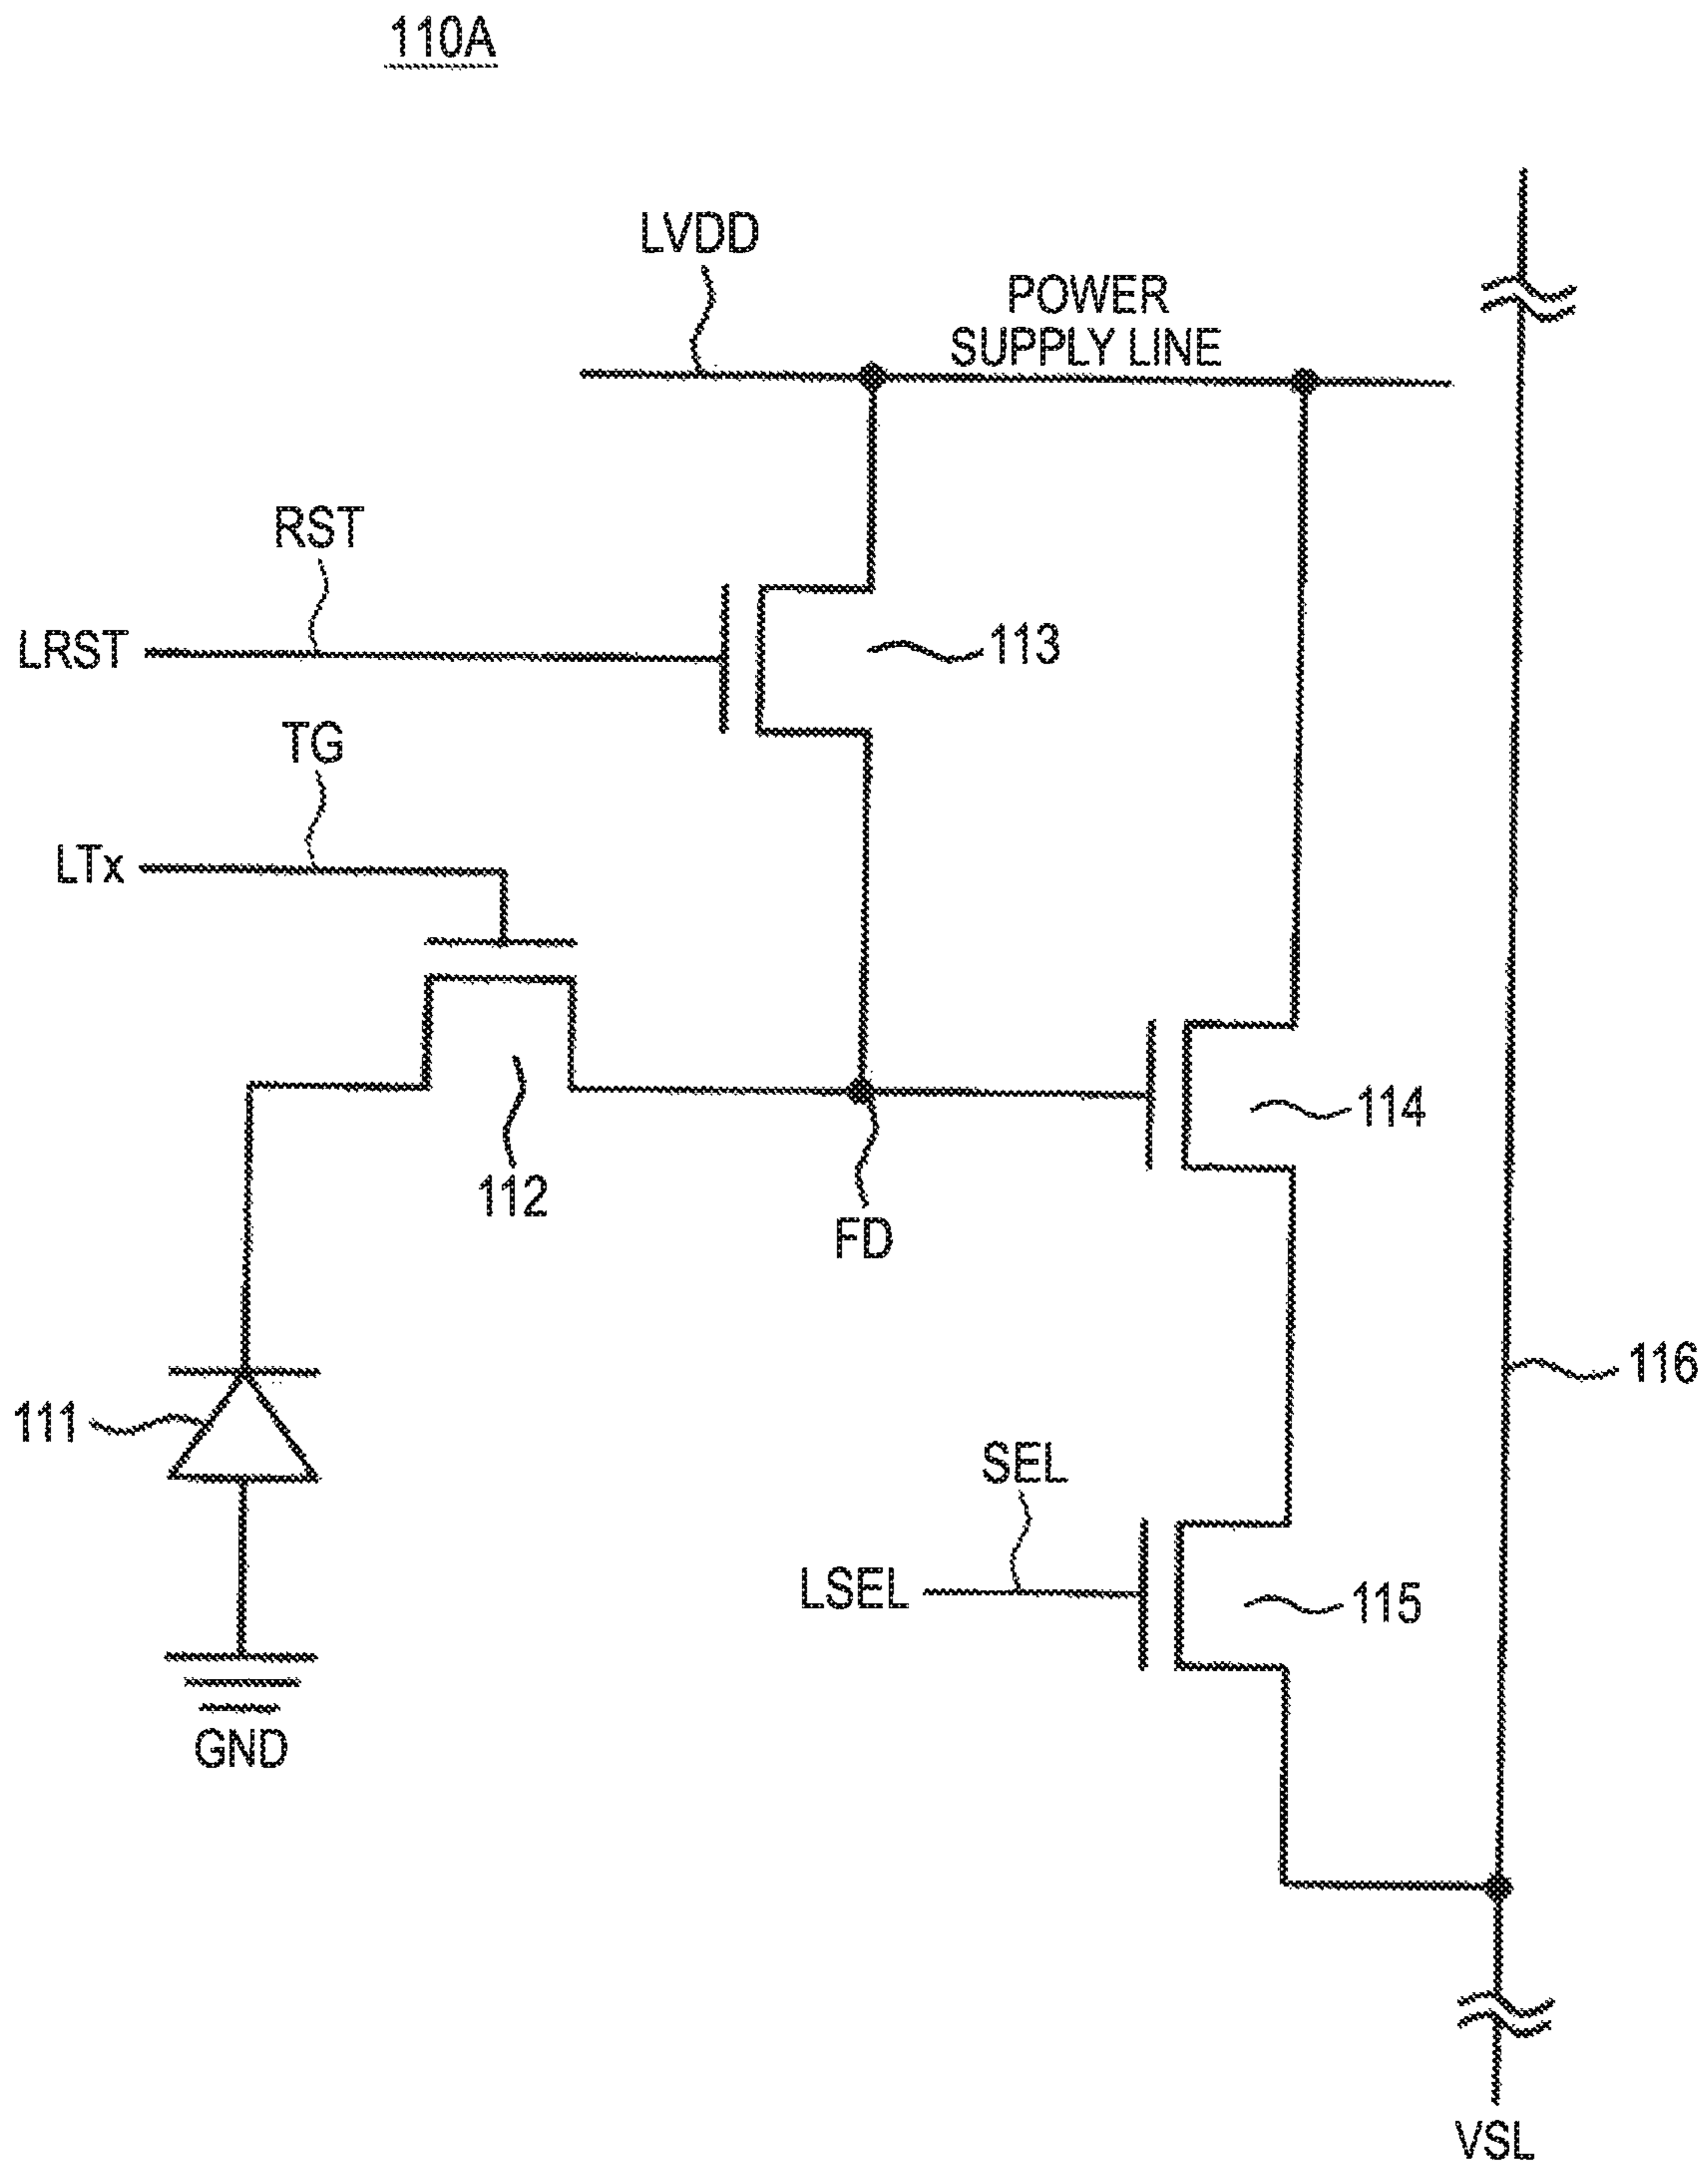 110A
LVDD
POWER
SUPPLY LINE
RST
LRST
113
TG
LTx
114
112
FD
116
111
SEL
LSEL
115
GND
VSL